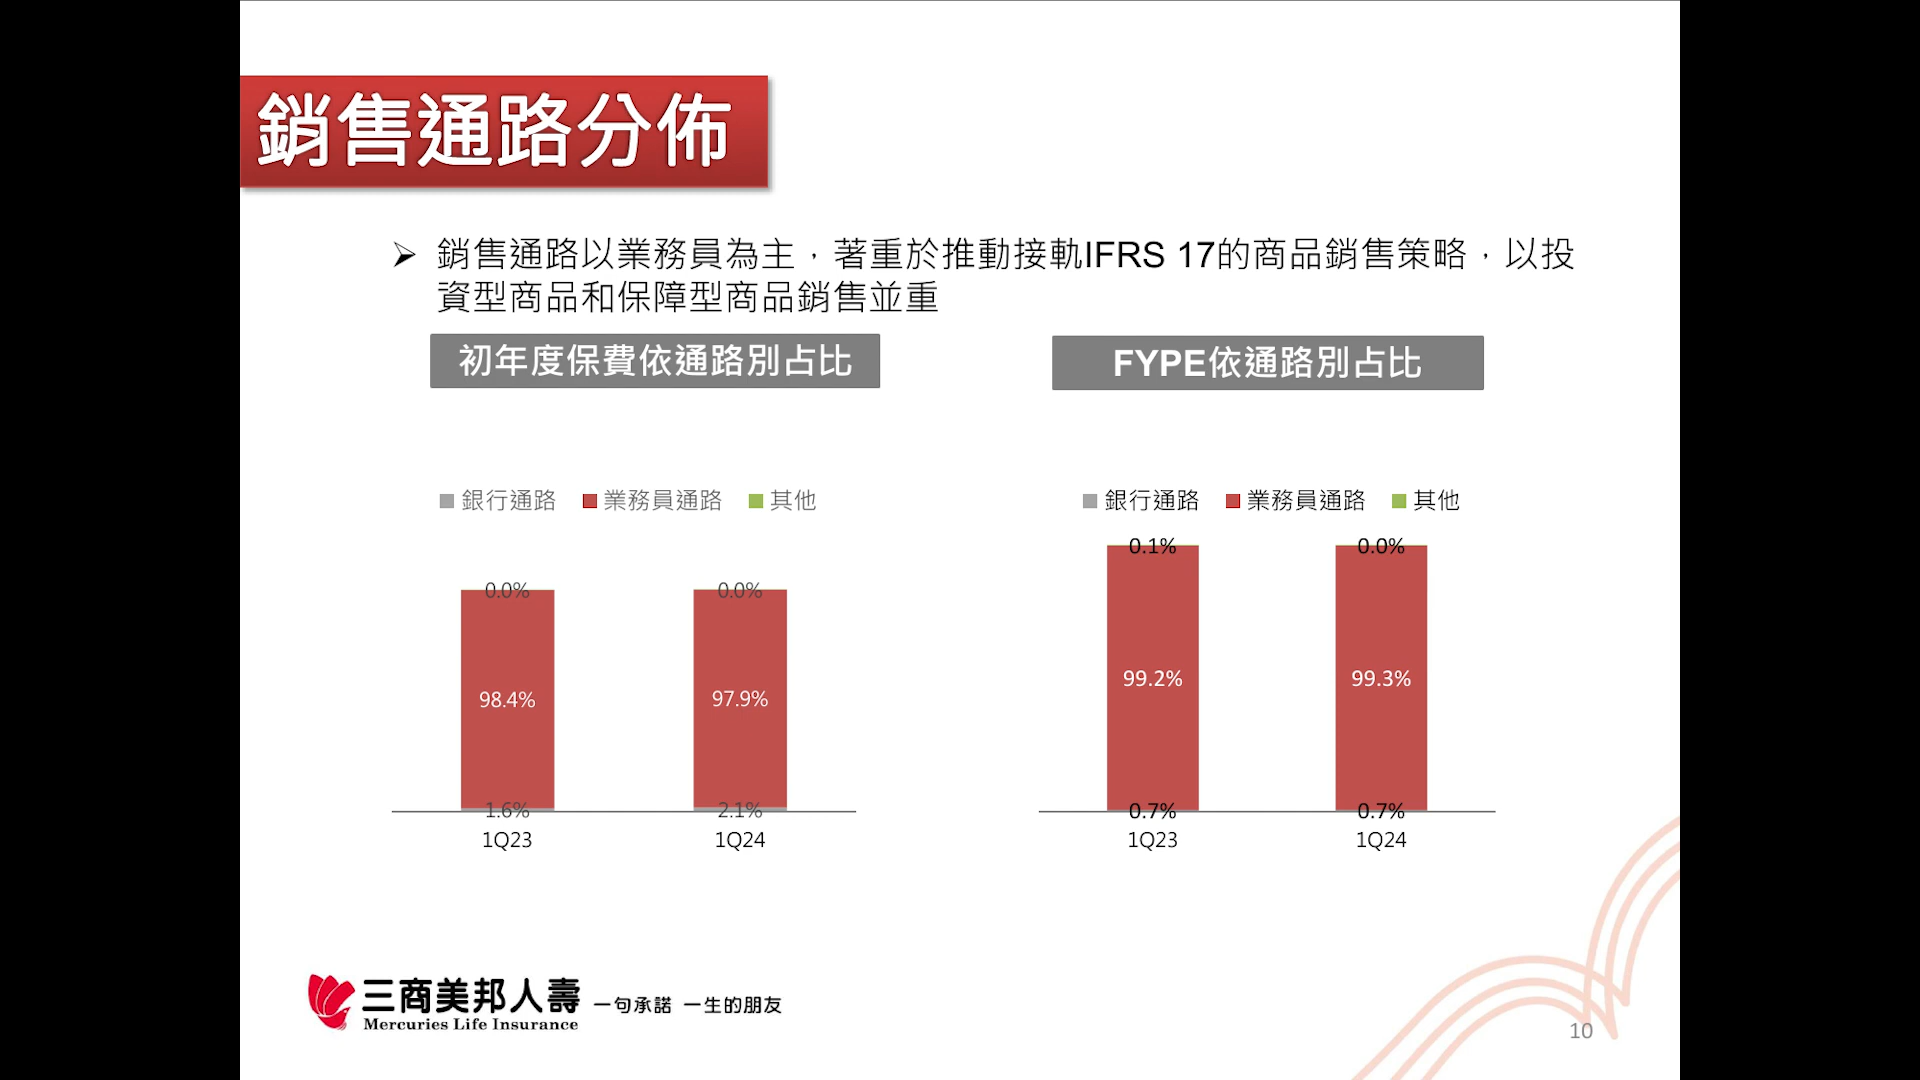 銷售通路分佈
➢ 銷售通路以業務員為主，著重於推動接軌IFRS 17的商品銷售策略，以投
資型商品和保障型商品銷售並重
初年度保費依通路別占比
銀行通路 業務員通路 其他
0.0% 0.0%
98.4% 97.9%
1.6% 2.1%
1Q23 1Q24
FYPE依通路別占比
銀行通路 業務員通路 其他
0.1% 0.0%
99.2% 99.3%
0.7% 0.7%
1Q23 1Q24
三商美邦人壽 一句承諾 一生的朋友
Mercuries Life Insurance
10